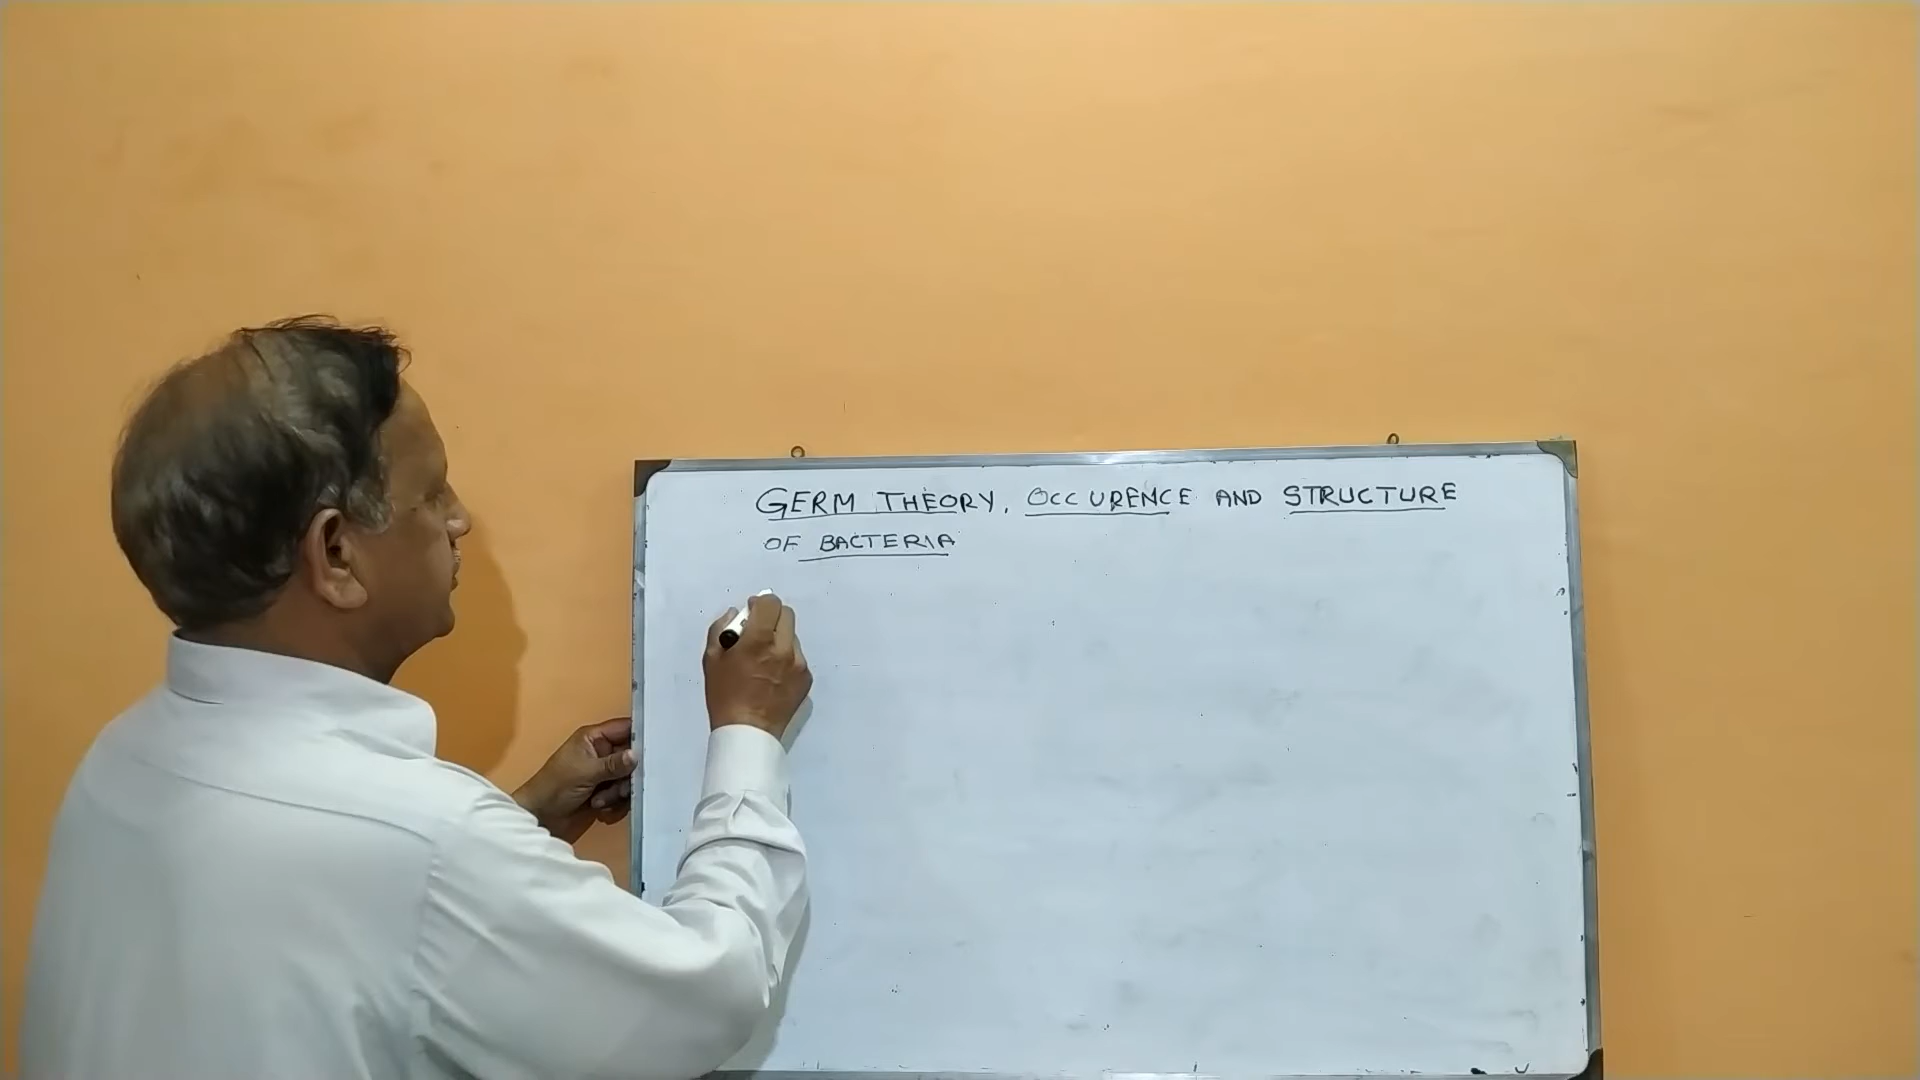 GERM THEORY, OCCURENCE AND STRUCTURE
OF BACTERIA